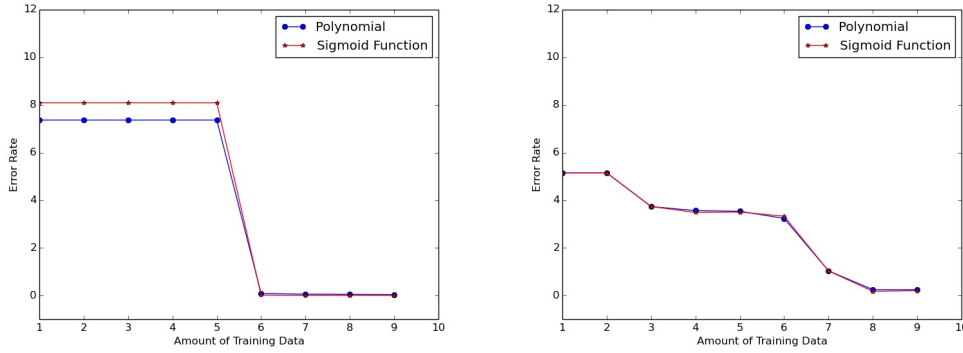 12
10
8
6
4
2
0
Error Rate
Polynomial
Sigmoid Function
1 2 3 4 5 6 7 8 9 10
Amount of Training Data
12
10
8
6
4
2
0
Error Rate
Polynomial
Sigmoid Function
1 2 3 4 5 6 7 8 9 10
Amount of Training Data